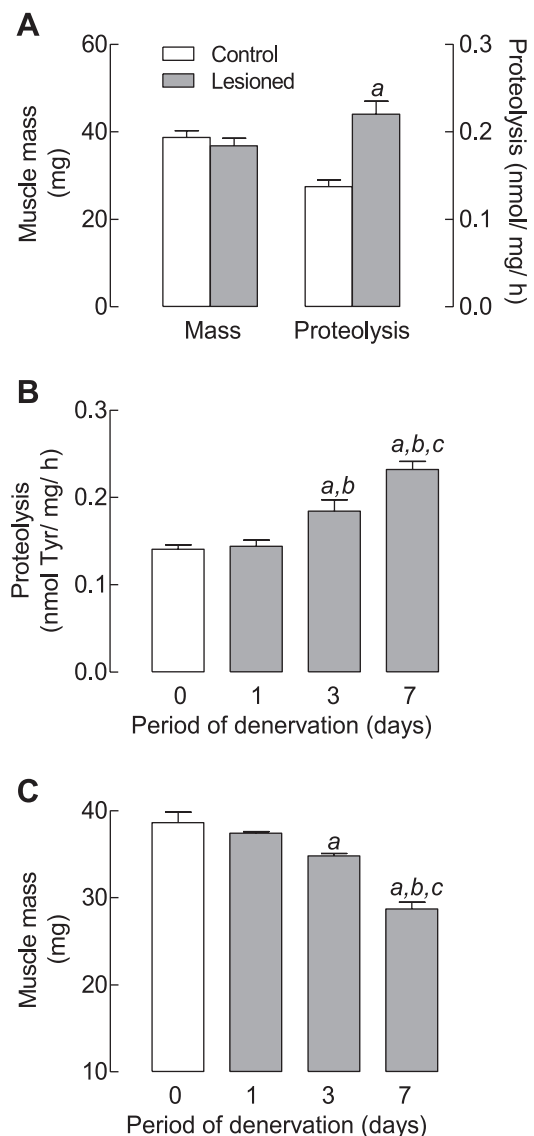 A
60
40
20
0
Muscle mass
(mg)
Control
Lesioned
a
0.3
0.2
0.1
0.0
Proteolysis (nmol/ mg/ h)
Mass Proteolysis
B
0.3
0.2
0.1
0.0
Proteolysis
(nmol Tyr/ mg/ h)
a,b
a,b,c
0 1 3 7
Period of denervation (days)
C
40
30
20
10
Muscle mass
(mg)
a
a,b,c
0 1 3 7
Period of denervation (days)